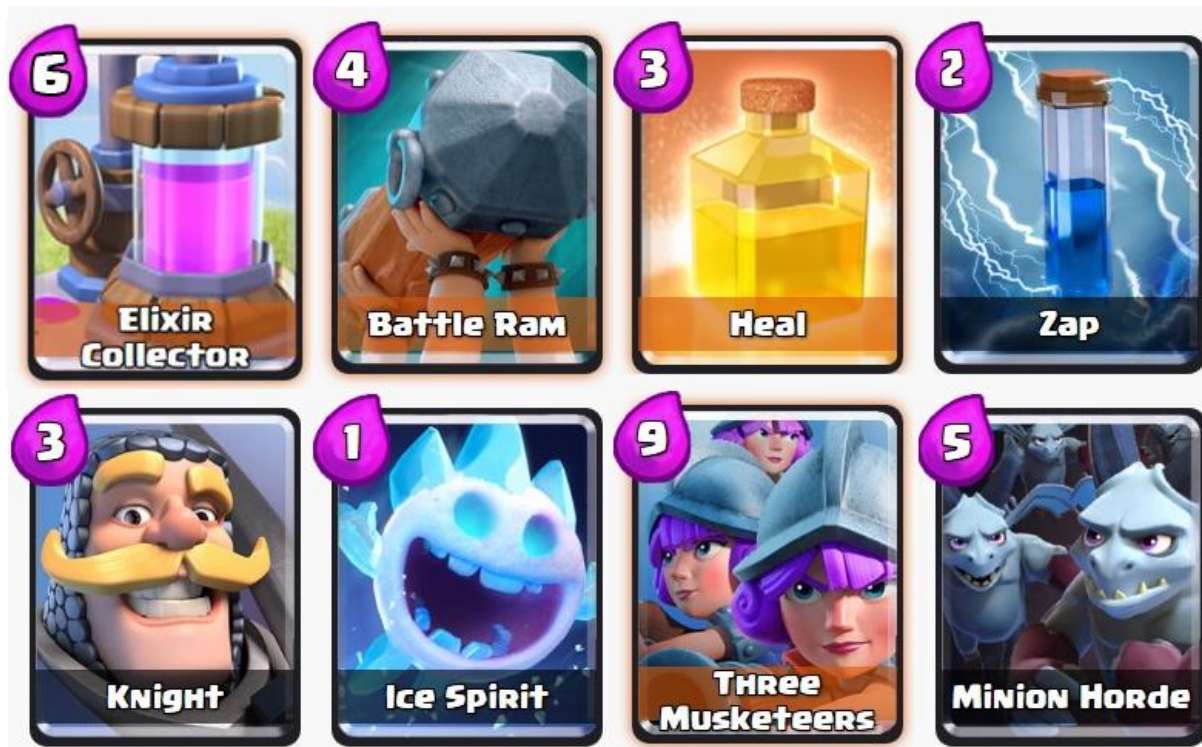 6
Elixir
Collector
4
Battle Ram
3
Heal
2
Zap
3
Knight
1
Ice Spirit
9
Three
Musketeers
5
Minion Horde